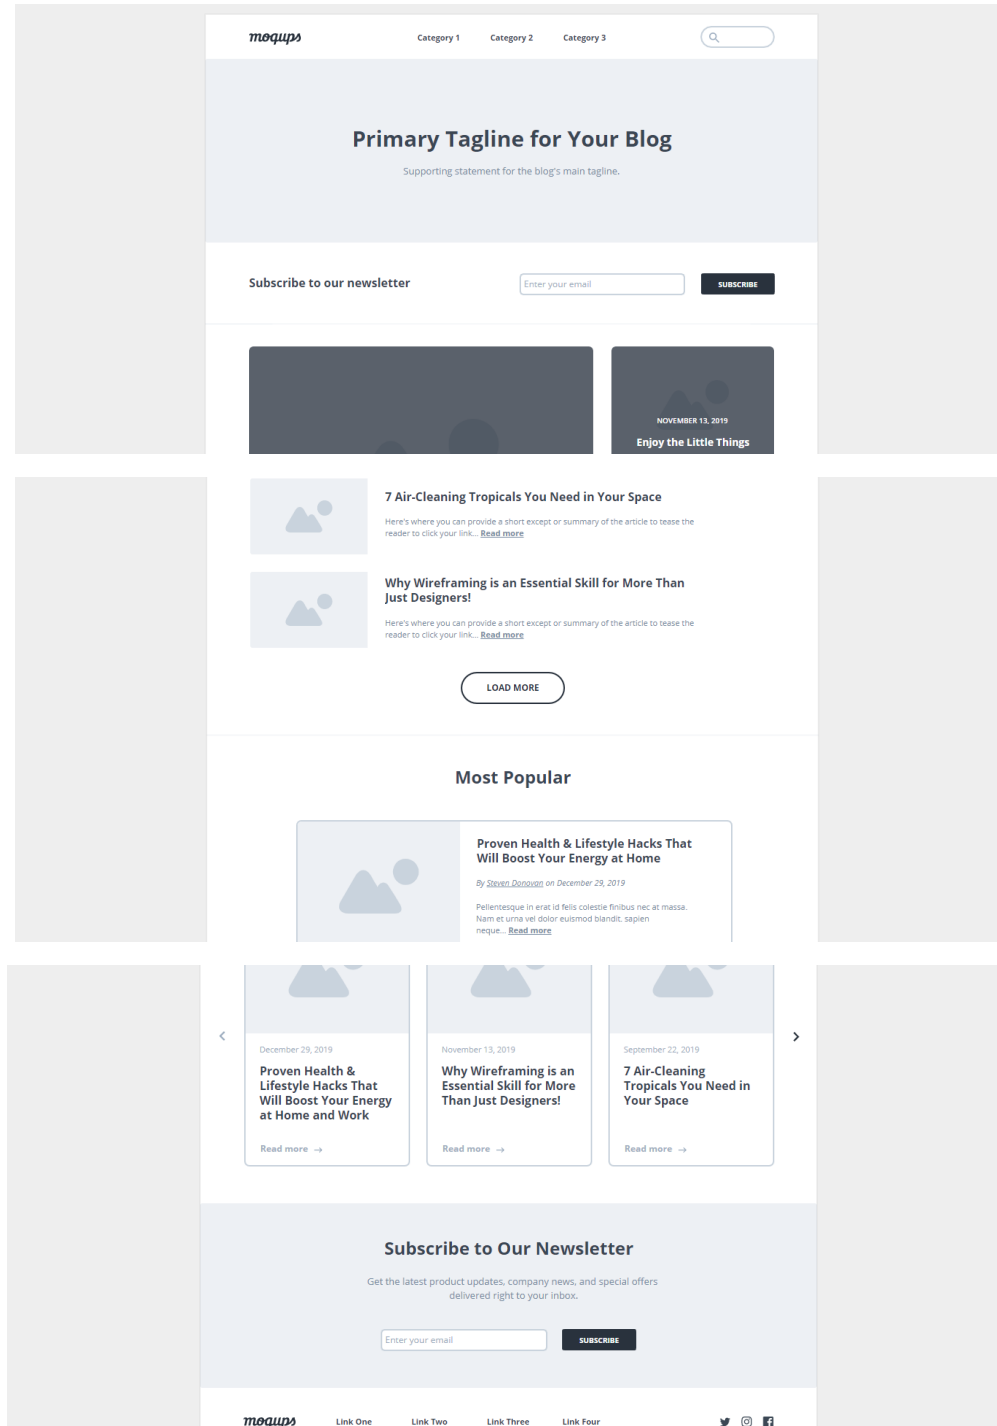 moqups
Category 1
Category 2
Category 3
Primary Tagline for Your Blog
Supporting statement for the blog's main tagline.
Subscribe to our newsletter
Enter your email
SUBSCRIBE
NOVEMBER 13, 2019
Enjoy the Little Things
7 Air-Cleaning Tropicals You Need in Your Space
Here's where you can provide a short except or summary of the article to tease the
reader to click your link... Read more
Why Wireframing is an Essential Skill for More Than
Just Designers!
Here's where you can provide a short except or summary of the article to tease the
reader to click your link... Read more
LOAD MORE
Most Popular
Proven Health & Lifestyle Hacks That
Will Boost Your Energy at Home
By Steven Donovan on December 29, 2019
Pellentesque in erat id felis colestie finibus nec at massa.
Nam et urna vel dolor euismod blandit. sapien
neque... Read more
December 29, 2019
Proven Health &
Lifestyle Hacks That
Will Boost Your Energy
at Home and Work
Read more →
November 13, 2019
Why Wireframing is an
Essential Skill for More
Than Just Designers!
Read more →
September 22, 2019
7 Air-Cleaning
Tropicals You Need in
Your Space
Read more →
Subscribe to Our Newsletter
Get the latest product updates, company news, and special offers
delivered right to your inbox.
Enter your email
SUBSCRIBE
moqups
Link One
Link Two
Link Three
Link Four